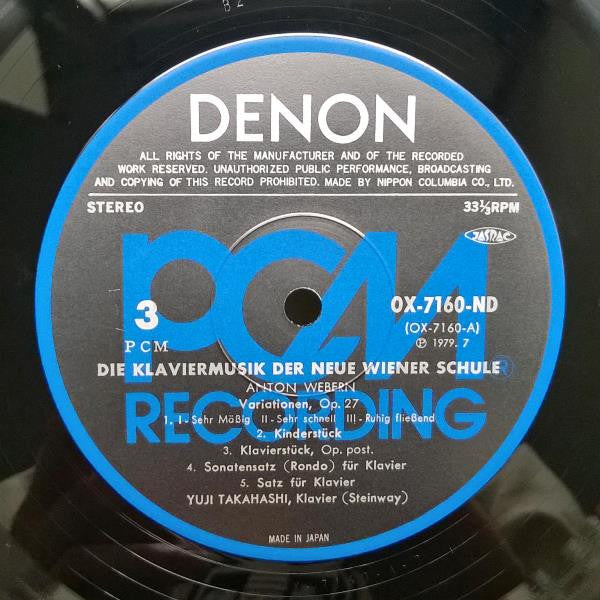 DENON
ALL RIGHTS OF THE MANUFACTURER AND OF THE RECORDED
WORK RESERVED. UNAUTHORIZED PUBLIC PERFORMANCE, BROADCASTING
AND COPYING OF THIS RECORD PROHIBITED. MADE BY NIPPON COLUMBIA CO., LTD.
STEREO 33⅓RPM
JASRAC
PCM
3 OX-7160-ND
PCM (OX-7160-A)
Ⓟ 1979. 7
®
DIE KLAVIERMUSIK DER NEUE WIENER SCHULE
ANTON WEBERN
RECORDING
Variationen, Op. 27
1. I-Sehr Mäßig II-Sehr schnell III-Ruhig fließend
2. Kinderstück
3. Klavierstück, Op. post.
4. Sonatensatz (Rondo) für Klavier
5. Satz für Klavier
YUJI TAKAHASHI, Klavier (Steinway)
MADE IN JAPAN